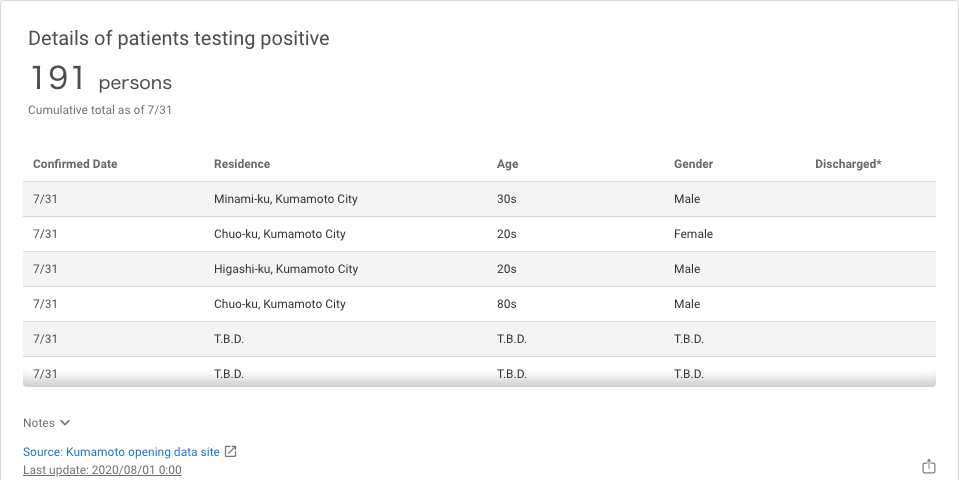 Details of patients testing positive
191 persons
Cumulative total as of 7/31
Confirmed Date Residence Age Gender Discharged*
7/31 Minami-ku, Kumamoto City 30s Male
7/31 Chuo-ku, Kumamoto City 20s Female
7/31 Higashi-ku, Kumamoto City 20s Male
7/31 Chuo-ku, Kumamoto City 80s Male
7/31 T.B.D. T.B.D. T.B.D.
7/31 T.B.D. T.B.D. T.B.D.
Notes
Source: Kumamoto opening data site
Last update: 2020/08/01 0:00